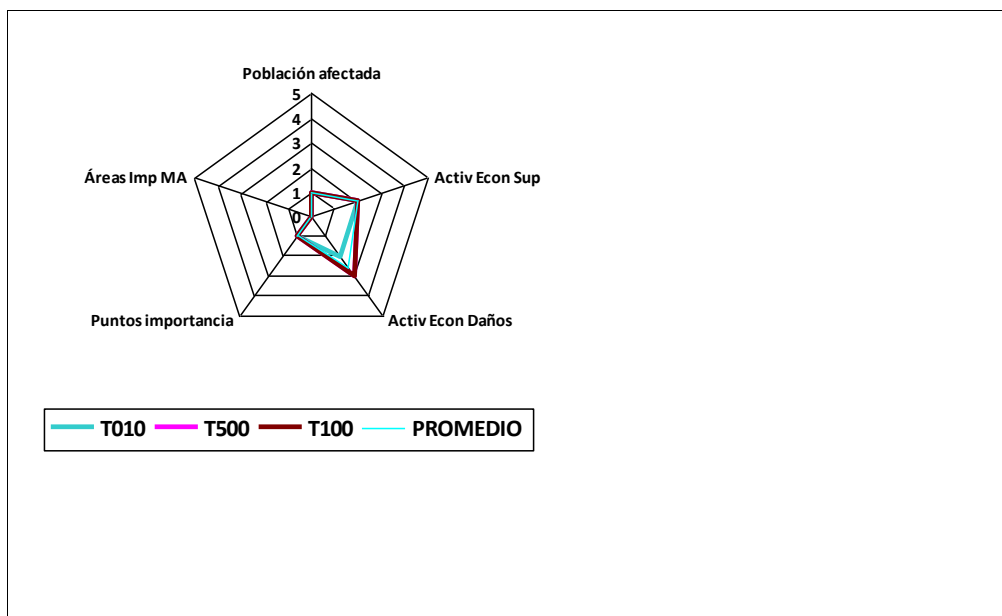 Población afectada
5
4
3
2
1
0
Áreas Imp MA
Activ Econ Sup
Puntos importancia
Activ Econ Daños
T010 T500 T100 PROMEDIO